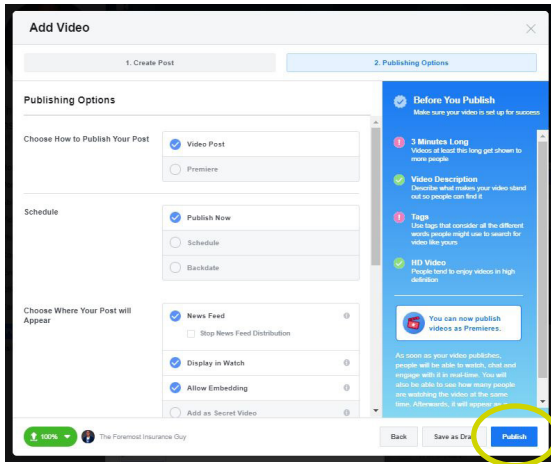 Add Video
1. Create Post
2. Publishing Options
Publishing Options
Choose How to Publish Your Post
Video Post
Premiere
Schedule
Publish Now
Schedule
Backdate
Choose Where Your Post will
Appear
News Feed
Stop News Feed Distribution
Display in Watch
Allow Embedding
Add as Secret Video
Before You Publish
Make sure your video is set up for success
3 Minutes Long
Videos at least this long get shown to
more people
Video Description
Describe what makes your video stand
out so people can find it
Tags
Use tags that consider all the different
words people might use to search for
video like yours
HD Video
People tend to enjoy videos in high
definition
You can now publish
videos as Premieres.
As soon as your video publishes,
people will be able to watch, chat and
engage with it in real-time. You will
also be able to see how many people
are watching the video at the same
time. Afterwards, it will appear as
100%
The Foremost Insurance Guy
Back
Save as Dra
Publish